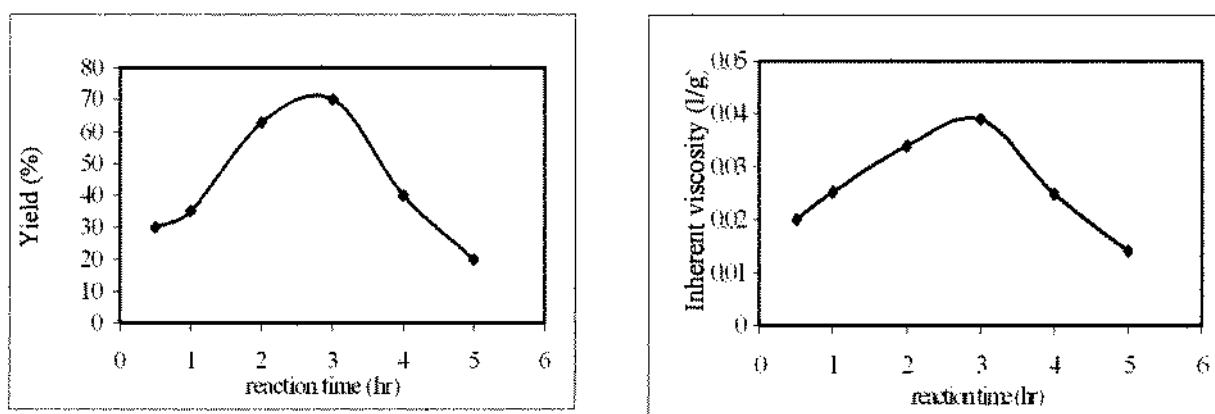 80
70
60
50
40
30
20
10
0
Yield (%)
0 1 2 3 4 5 6
reaction time (hr)
0.05
0.04
0.03
0.02
0.01
0
Inherent viscosity (l/g)
0 1 2 3 4 5 6
reaction time (hr)